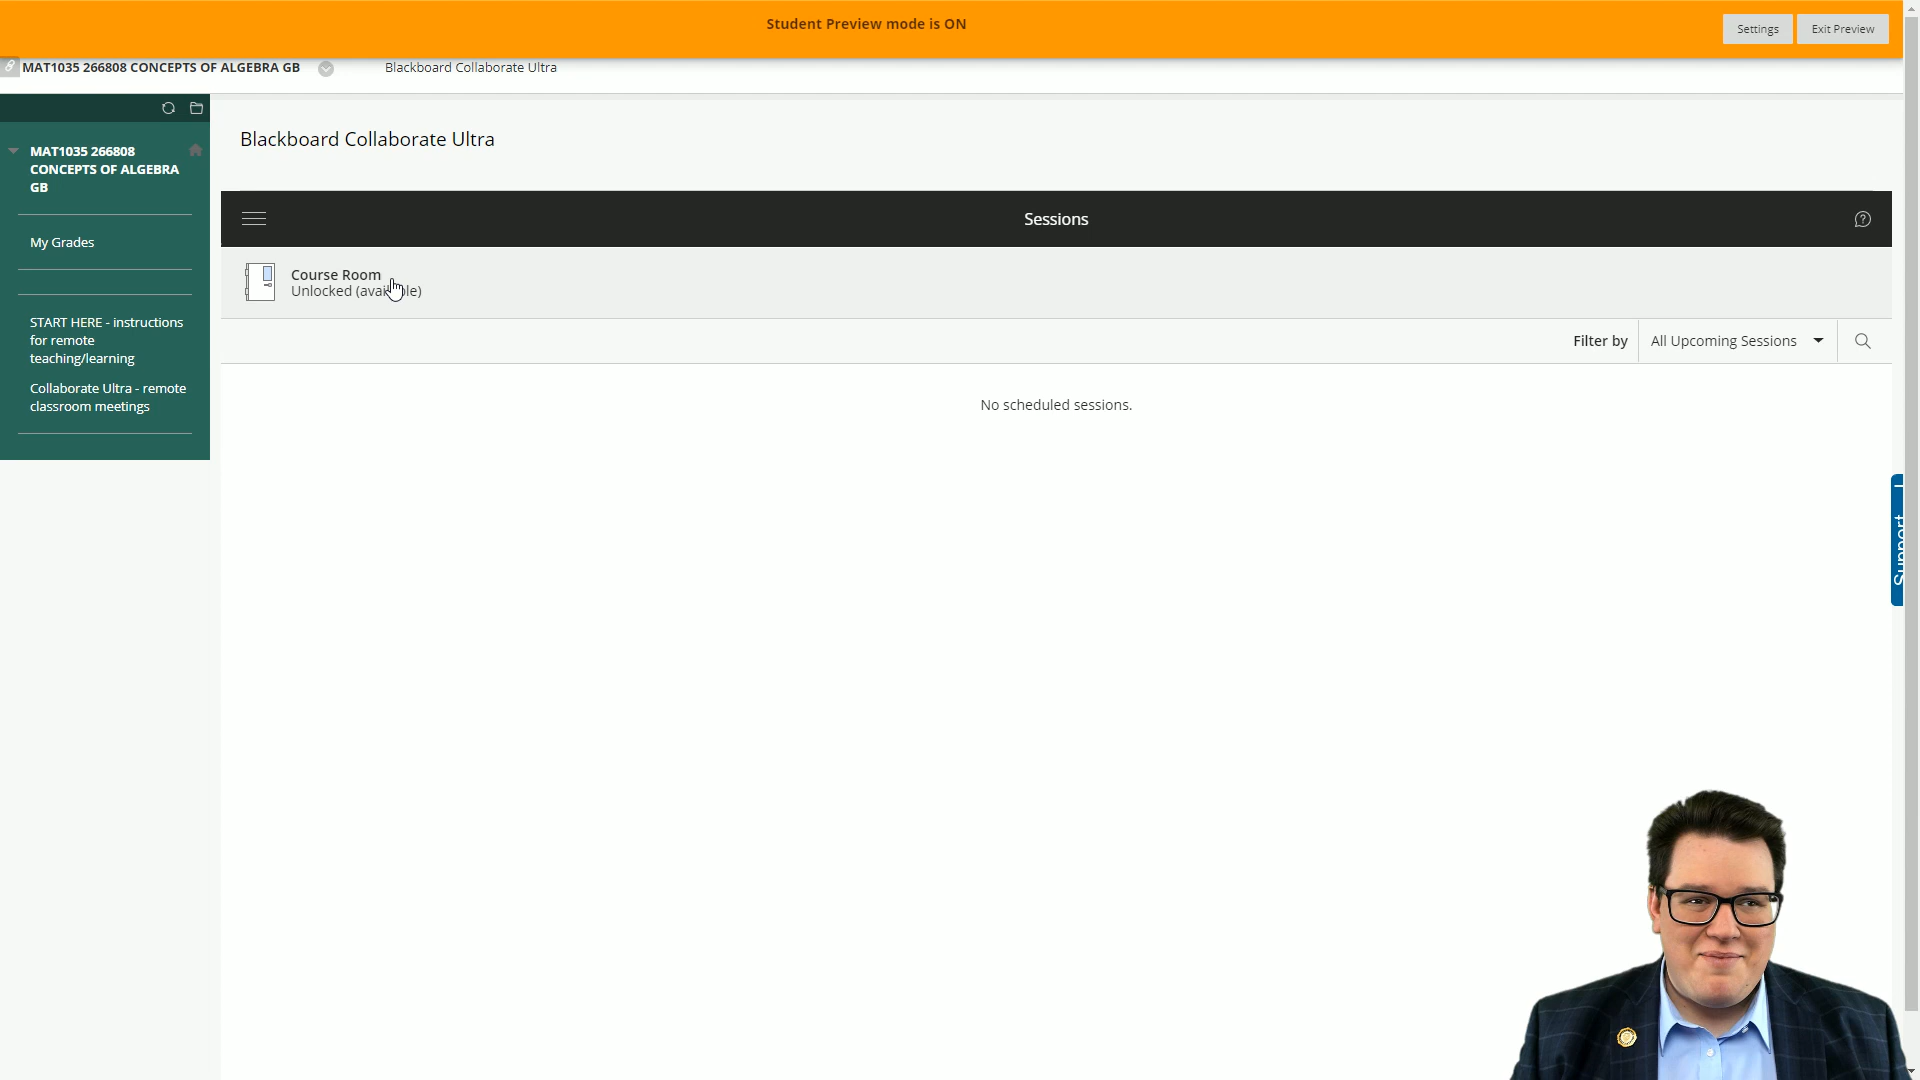 Student Preview mode is ON
Settings
Exit Preview
MAT1035 266808 CONCEPTS OF ALGEBRA GB
Blackboard Collaborate Ultra
MAT1035 266808
CONCEPTS OF ALGEBRA
GB
My Grades
START HERE - instructions
for remote
teaching/learning
Collaborate Ultra - remote
classroom meetings
Blackboard Collaborate Ultra
Sessions
Course Room
Unlocked (available)
Filter by
All Upcoming Sessions
No scheduled sessions.
Support